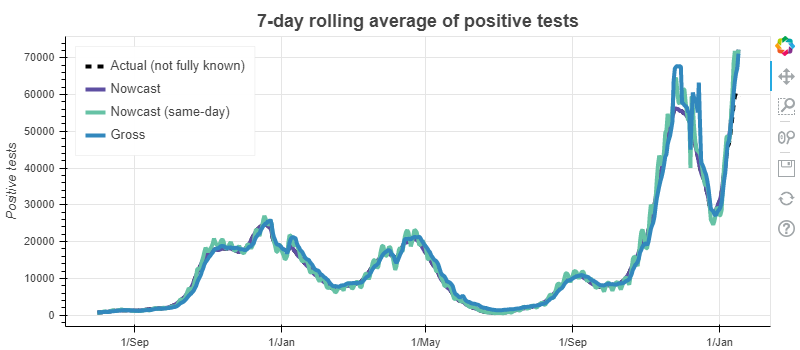 7-day rolling average of positive tests
Actual (not fully known)
Nowcast
Nowcast (same-day)
Gross
Positive tests
70000
60000
50000
40000
30000
20000
10000
0
1/Sep
1/Jan
1/May
1/Sep
1/Jan